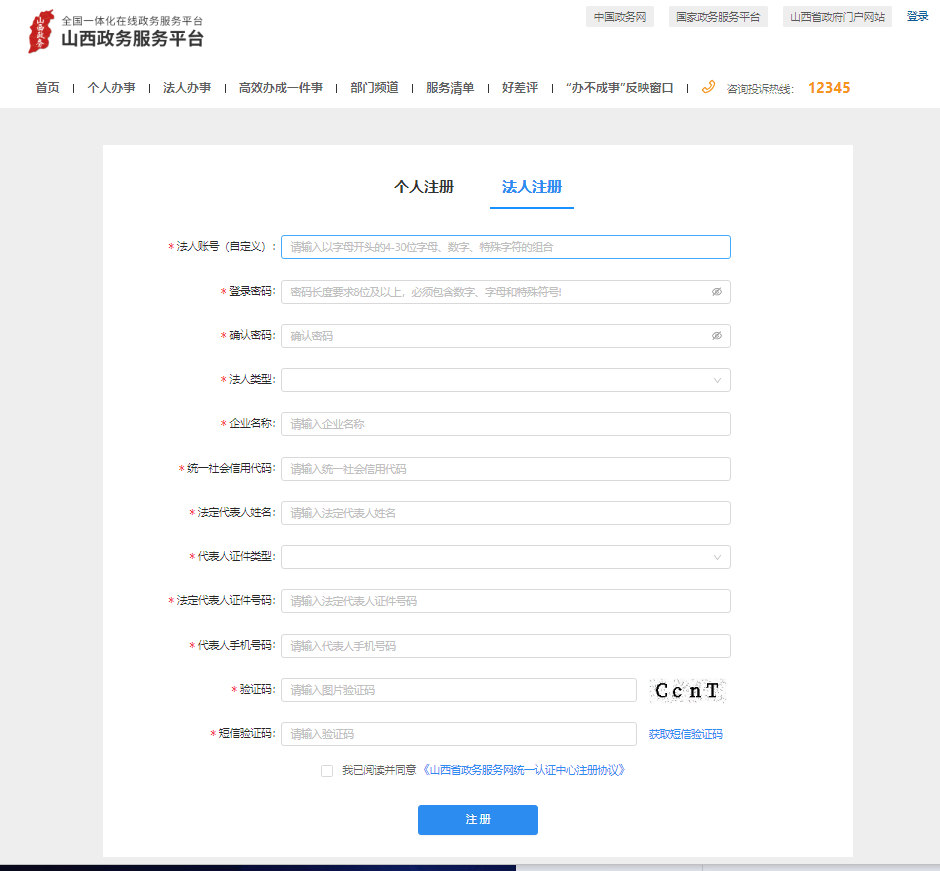 中国政务网 国家政务服务平台 山西省政府门户网站 登录
山西政务
全国一体化在线政务服务平台
山西政务服务平台
首页 个人办事 法人办事 高效办成一件事 部门频道 服务清单 好差评 “办不成事”反映窗口 咨询投诉热线: 12345
个人注册 法人注册
*法人账号（自定义）: 请输入以字母开头的4-30位字母、数字、特殊字符的组合
*登录密码: 密码长度要求8位及以上，必须包含数字、字母和特殊符号!
*确认密码: 确认密码
*法人类型:
*企业名称: 请输入企业名称
*统一社会信用代码: 请输入统一社会信用代码
*法定代表人姓名: 请输入法定代表人姓名
*代表人证件类型:
*法定代表人证件号码: 请输入法定代表人证件号码
*代表人手机号码: 请输入代表人手机号码
*验证码: 请输入图片验证码 CcnT
*短信验证码: 请输入验证码 获取短信验证码
我已阅读并同意《山西省政务服务网统一认证中心注册协议》
注册